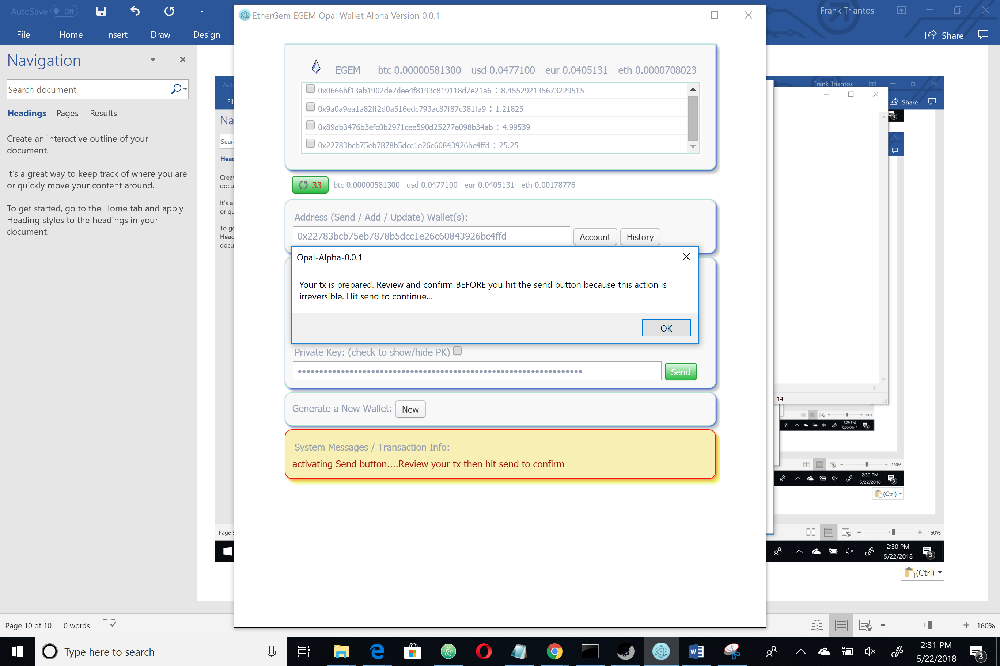 AutoSave Off
Frank Triantos
File Home Insert Draw Design
Share
Navigation
Search document
Headings Pages Results
Create an interactive outline of your
document.
It's a great way to keep track of where you are
or quickly move your content around.
To get started, go to the Home tab and apply
Heading styles to the headings in your
document.
Frank Triantos
Share
3
Page 9
14
160%
2:29 PM
5/22/2018
3
160%
2:30 PM
5/22/2018
3
(Ctrl)
160%
2:30 PM
5/22/2018
3
(Ctrl)
EtherGem EGEM Opal Wallet Alpha Version 0.0.1
EGEM btc 0.00000581300 usd 0.0477100 eur 0.0405131 eth 0.0000708023
0x0666bf13ab1902de7dee4f8193c819118d7e21a6 : 8.455292135673229515
0x9a0a9ea1a82ff2d0a516edc793ac87f87c381fa9 : 1.21825
0x89db3476b3efc0b2971cee590d25277e098b34ab : 4.99539
0x22783bcb75eb7878b5dcc1e26c60843926bc4ffd : 25.25
33 btc 0.00000581300 usd 0.0477100 eur 0.0405131 eth 0.00178776
Address (Send / Add / Update) Wallet(s):
0x22783bcb75eb7878b5dcc1e26c60843926bc4ffd Account History
Opal-Alpha-0.0.1
Your tx is prepared. Review and confirm BEFORE you hit the send button because this action is
irreversible. Hit send to continue...
OK
Private Key: (check to show/hide PK)
Send
Generate a New Wallet: New
System Messages / Transaction Info:
activating Send button....Review your tx then hit send to confirm
Page 10 of 10 0 words
160%
Type here to search
2:31 PM
5/22/2018
3